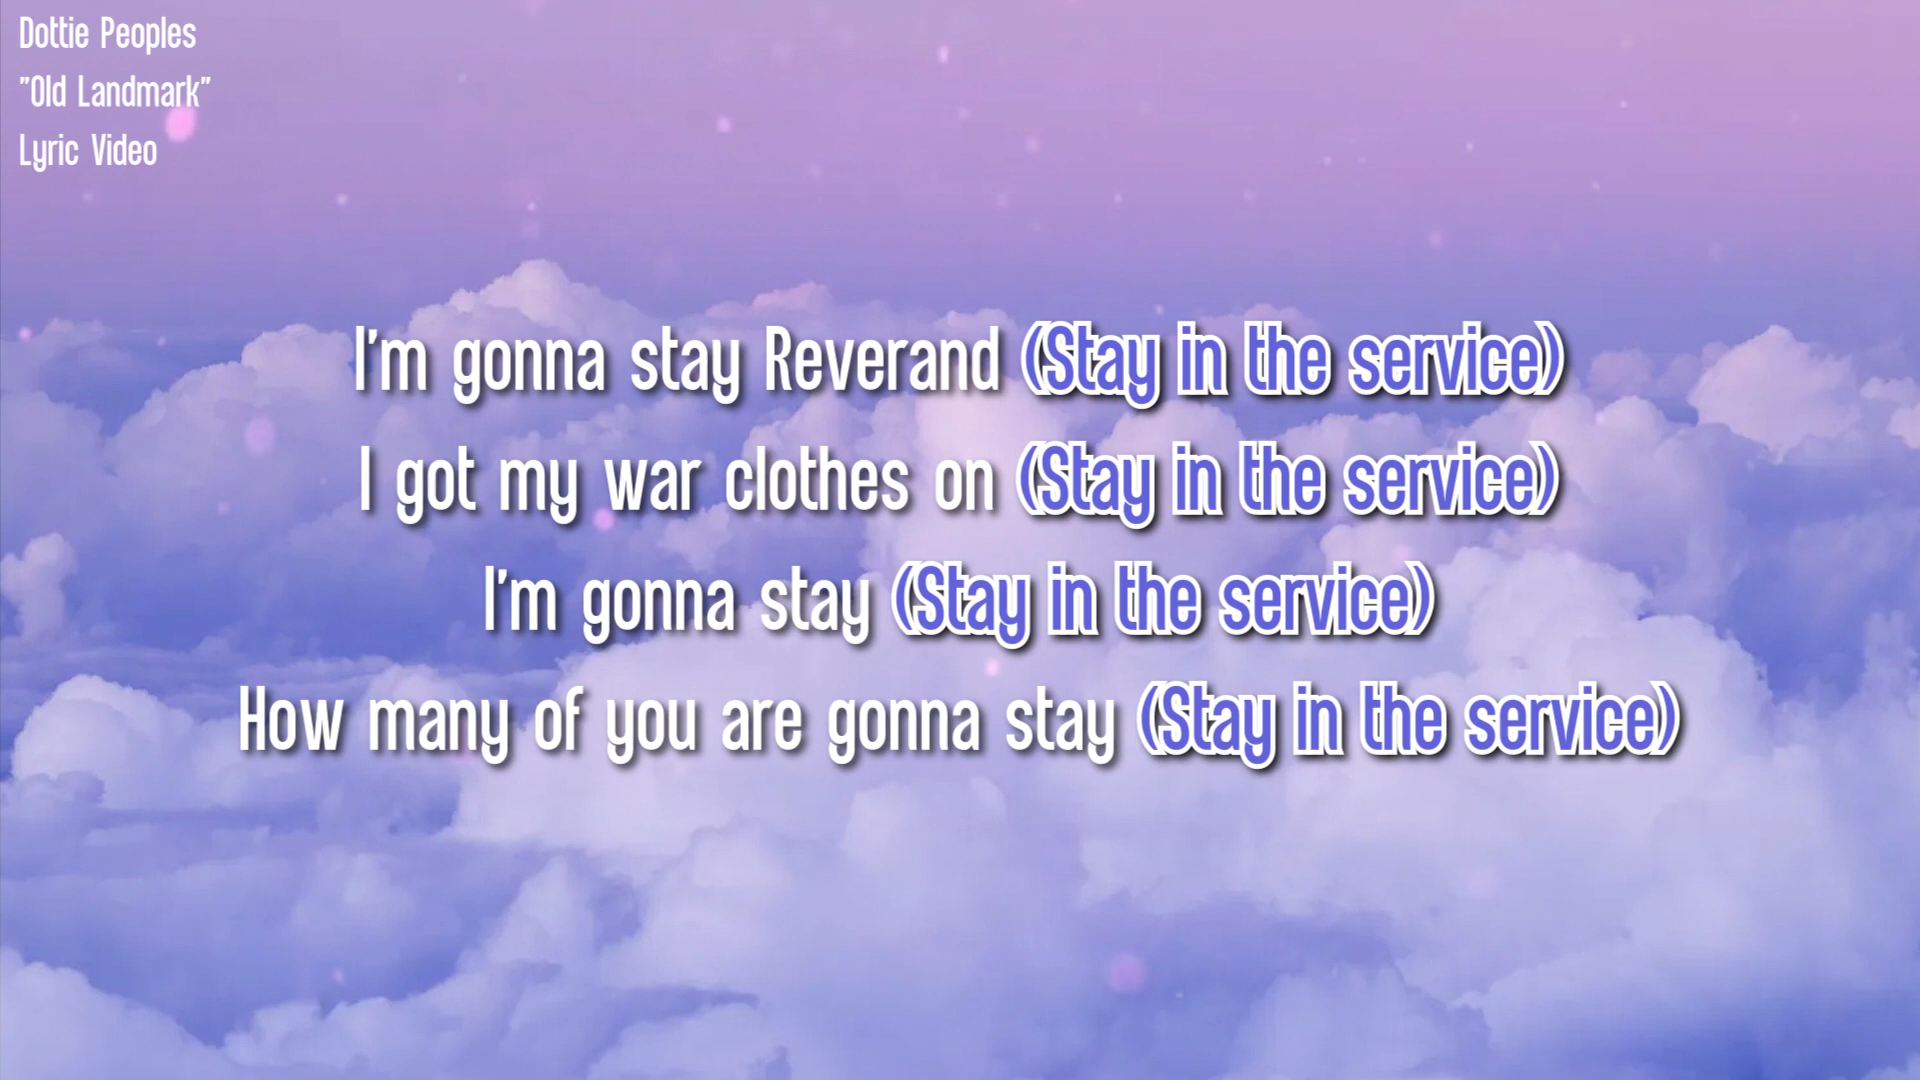 Dottie Peoples
"Old Landmark"
Lyric Video
I'm gonna stay Reverand (Stay in the service)
I got my war clothes on (Stay in the service)
I'm gonna stay (Stay in the service)
How many of you are gonna stay (Stay in the service)